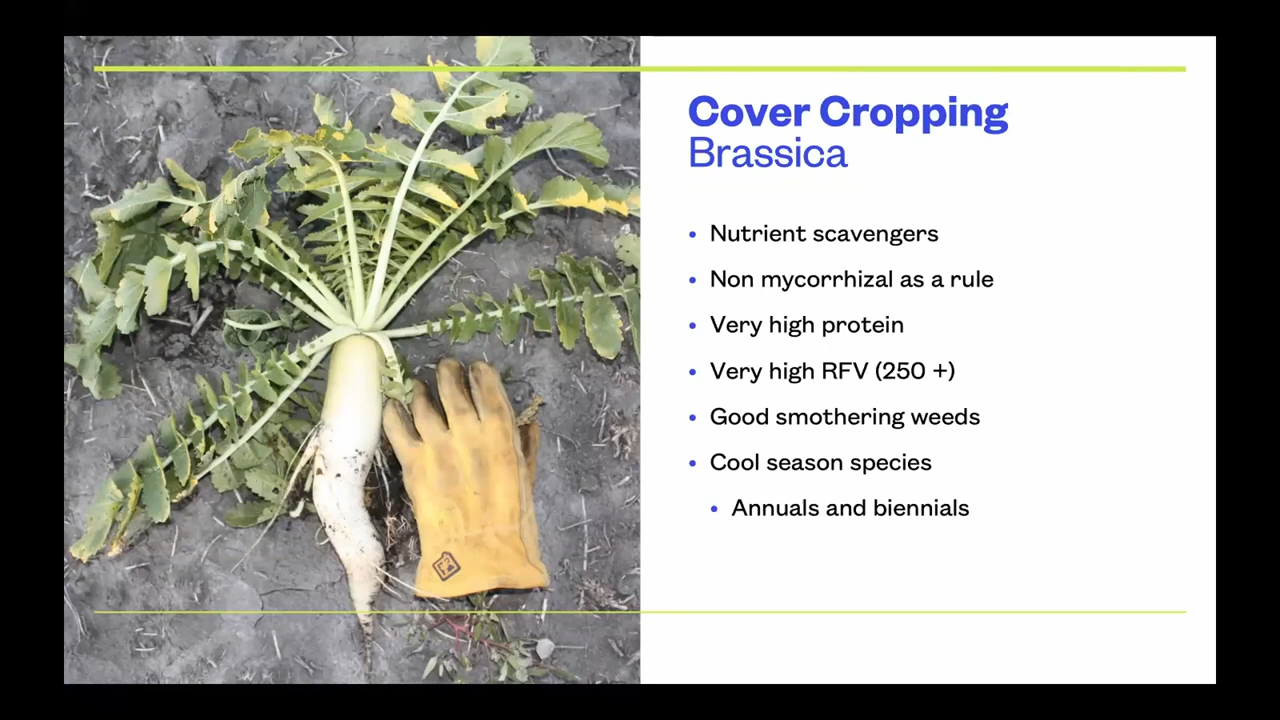 Cover Cropping
Brassica
• Nutrient scavengers
• Non mycorrhizal as a rule
• Very high protein
• Very high RFV (250 +)
• Good smothering weeds
• Cool season species
• Annuals and biennials